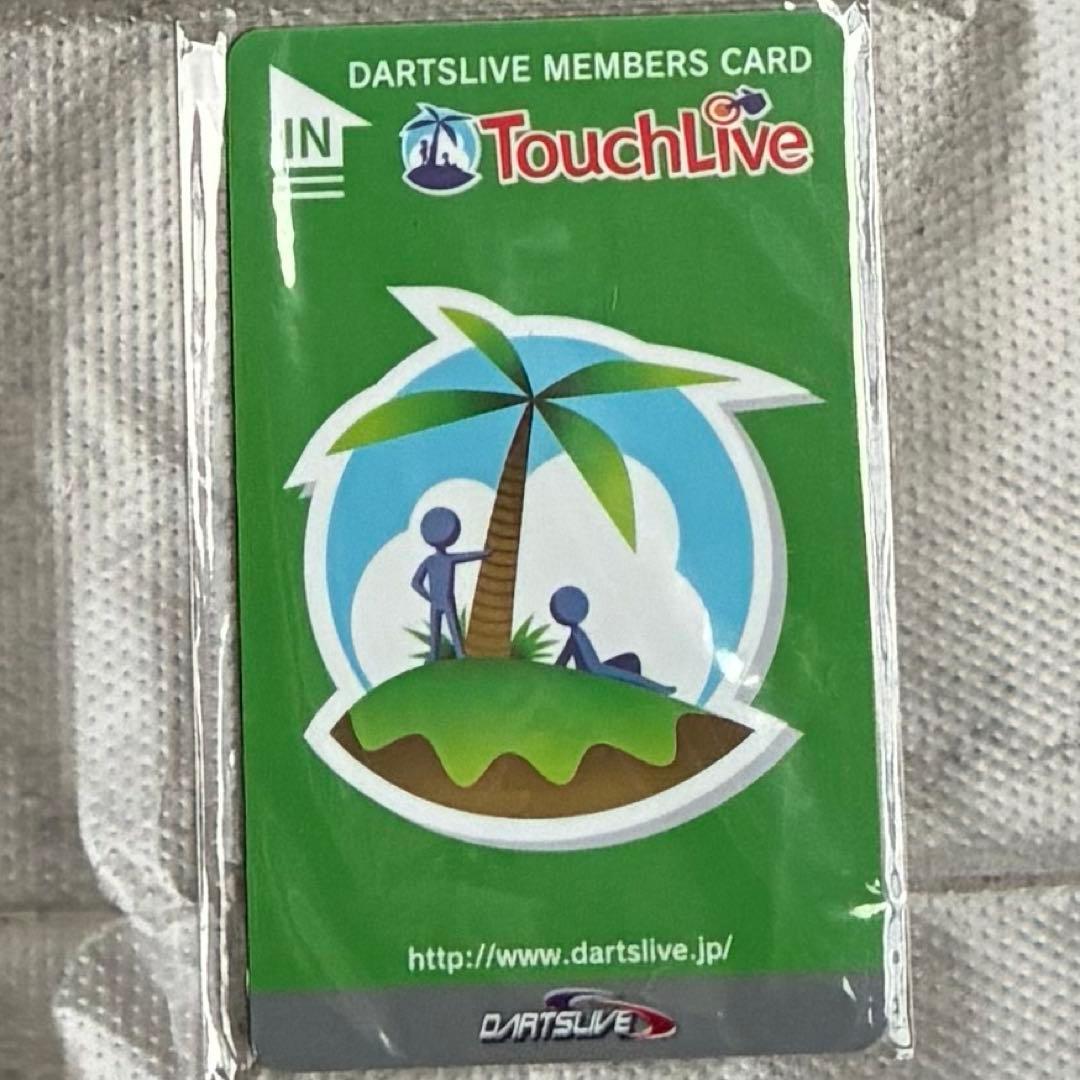 DARTSLIVE MEMBERS CARD
IN
TouchLive
http://www.dartslive.jp/
DARTSLIVE